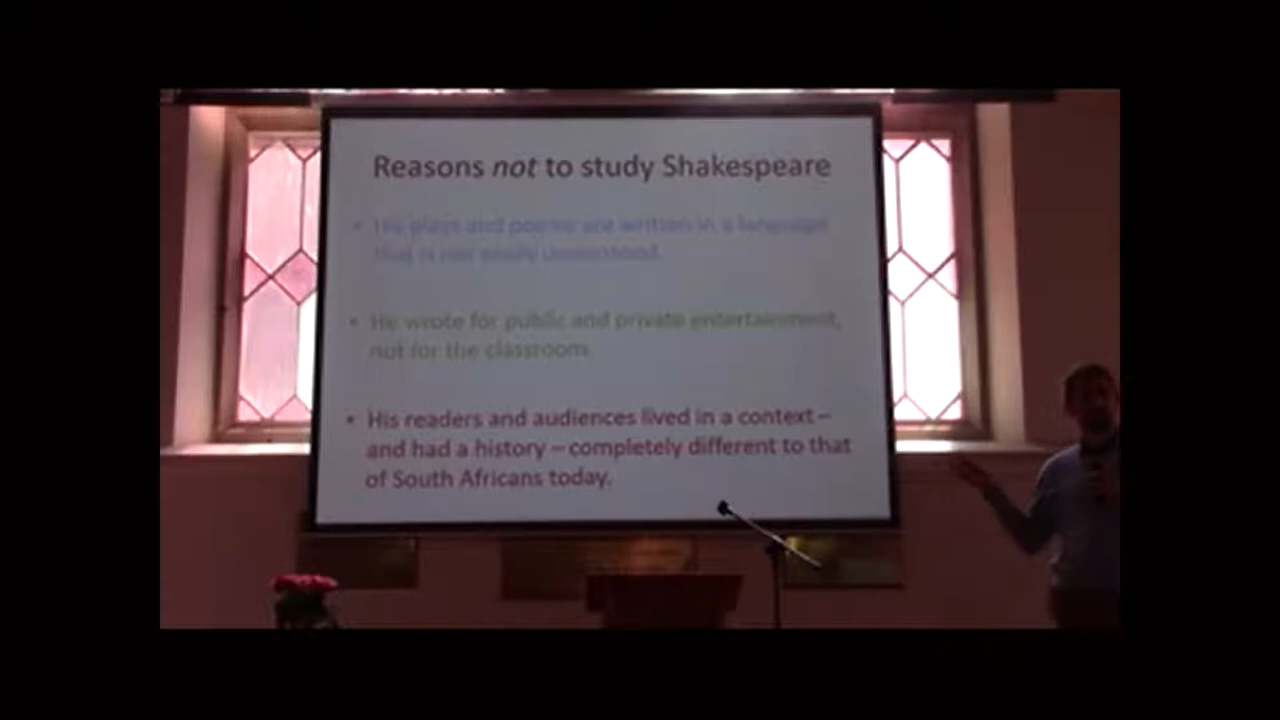 Reasons not to study Shakespeare
• His plays and poems are written in a language
that is not easily understood.
• He wrote for public and private entertainment,
not for the classroom.
• His readers and audiences lived in a context –
and had a history – completely different to that
of South Africans today.